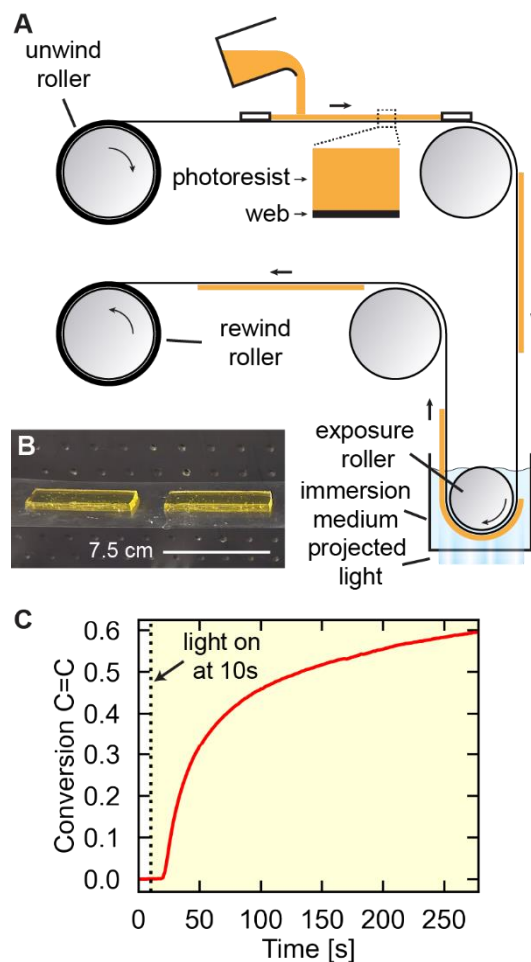 A
unwind
roller
photoresist
web
rewind
roller
exposure
roller
immersion
medium
projected
light
B
7.5 cm
C
light on
at 10s
Conversion C=C
0.6
0.5
0.4
0.3
0.2
0.1
0.0
0
50
100
150
200
250
Time [s]